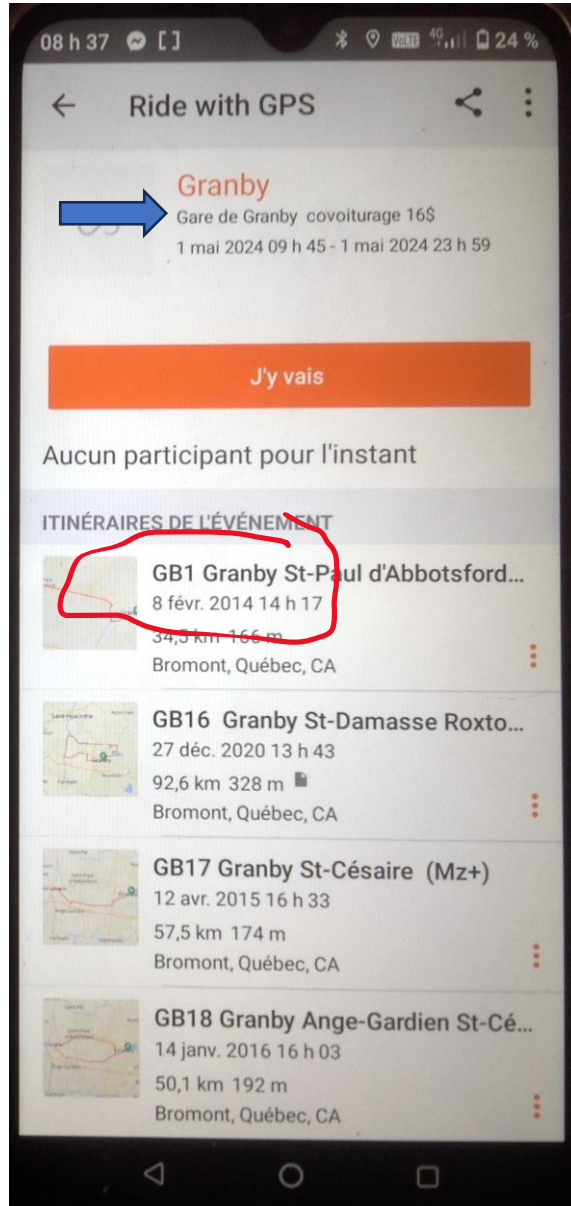 08 h 37 VoLTE 4G 24 %
Ride with GPS
Granby
Gare de Granby covoiturage 16$
1 mai 2024 09 h 45 - 1 mai 2024 23 h 59
J'y vais
Aucun participant pour l'instant
ITINÉRAIRES DE L'ÉVÉNEMENT
GB1 Granby St-Paul d'Abbotsford...
8 févr. 2014 14 h 17
34,5 km 166 m
Bromont, Québec, CA
GB16 Granby St-Damasse Roxto...
27 déc. 2020 13 h 43
92,6 km 328 m
Bromont, Québec, CA
GB17 Granby St-Césaire (Mz+)
12 avr. 2015 16 h 33
57,5 km 174 m
Bromont, Québec, CA
GB18 Granby Ange-Gardien St-Cé...
14 janv. 2016 16 h 03
50,1 km 192 m
Bromont, Québec, CA